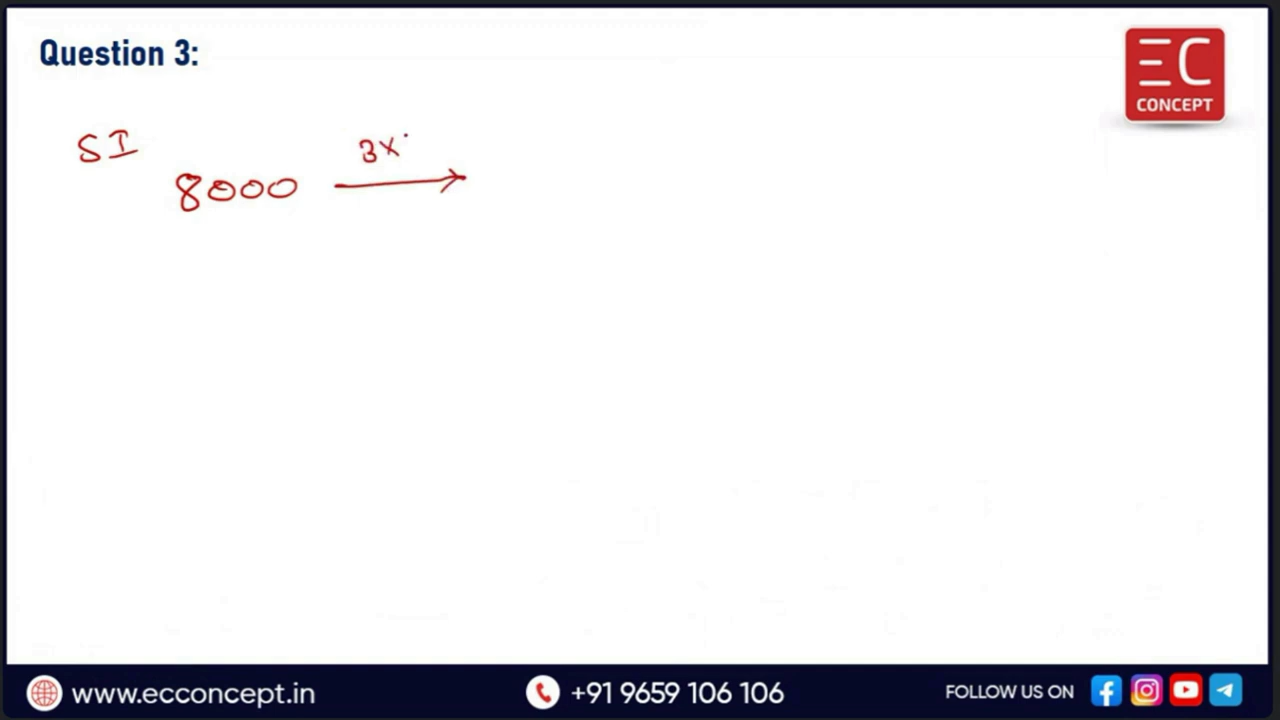 Question 3:
EC
CONCEPT
SI
3x
8000
www.ecconcept.in
+91 9659 106 106
FOLLOW US ON